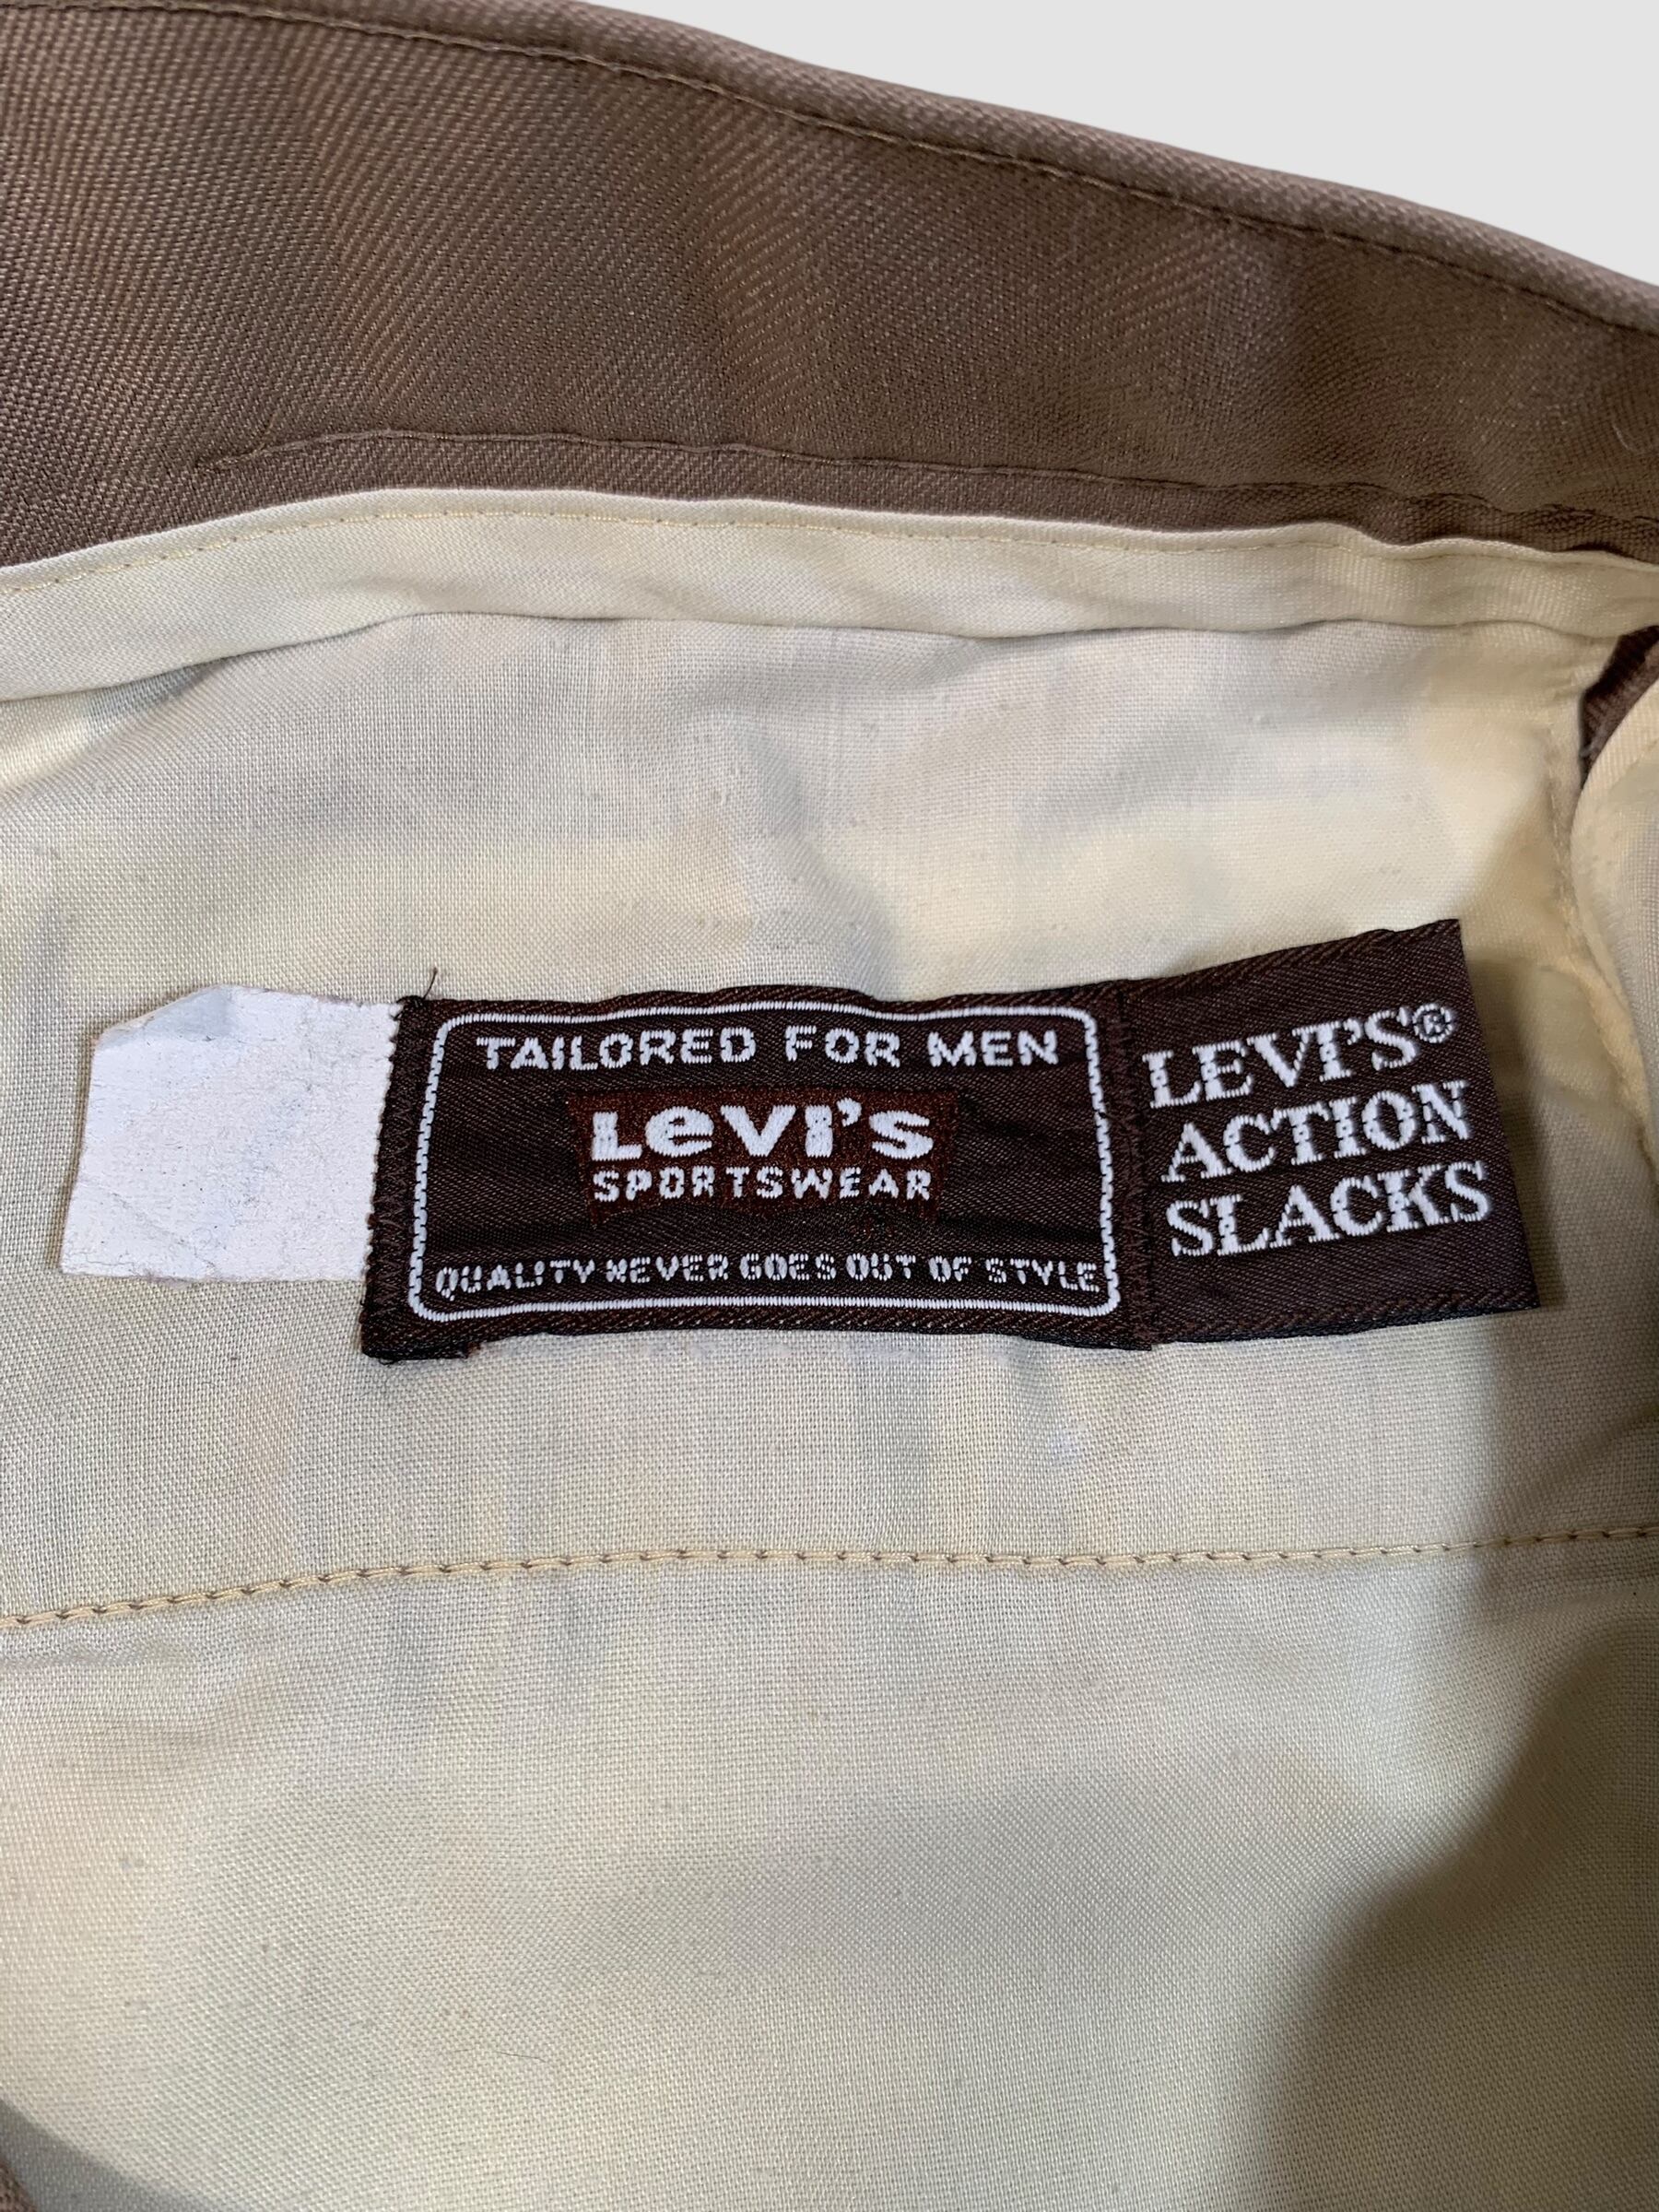 TAILORED FOR MEN
LEVI'S
SPORTSWEAR
QUALITY NEVER GOES OUT OF STYLE
LEVI'S®
ACTION
SLACKS